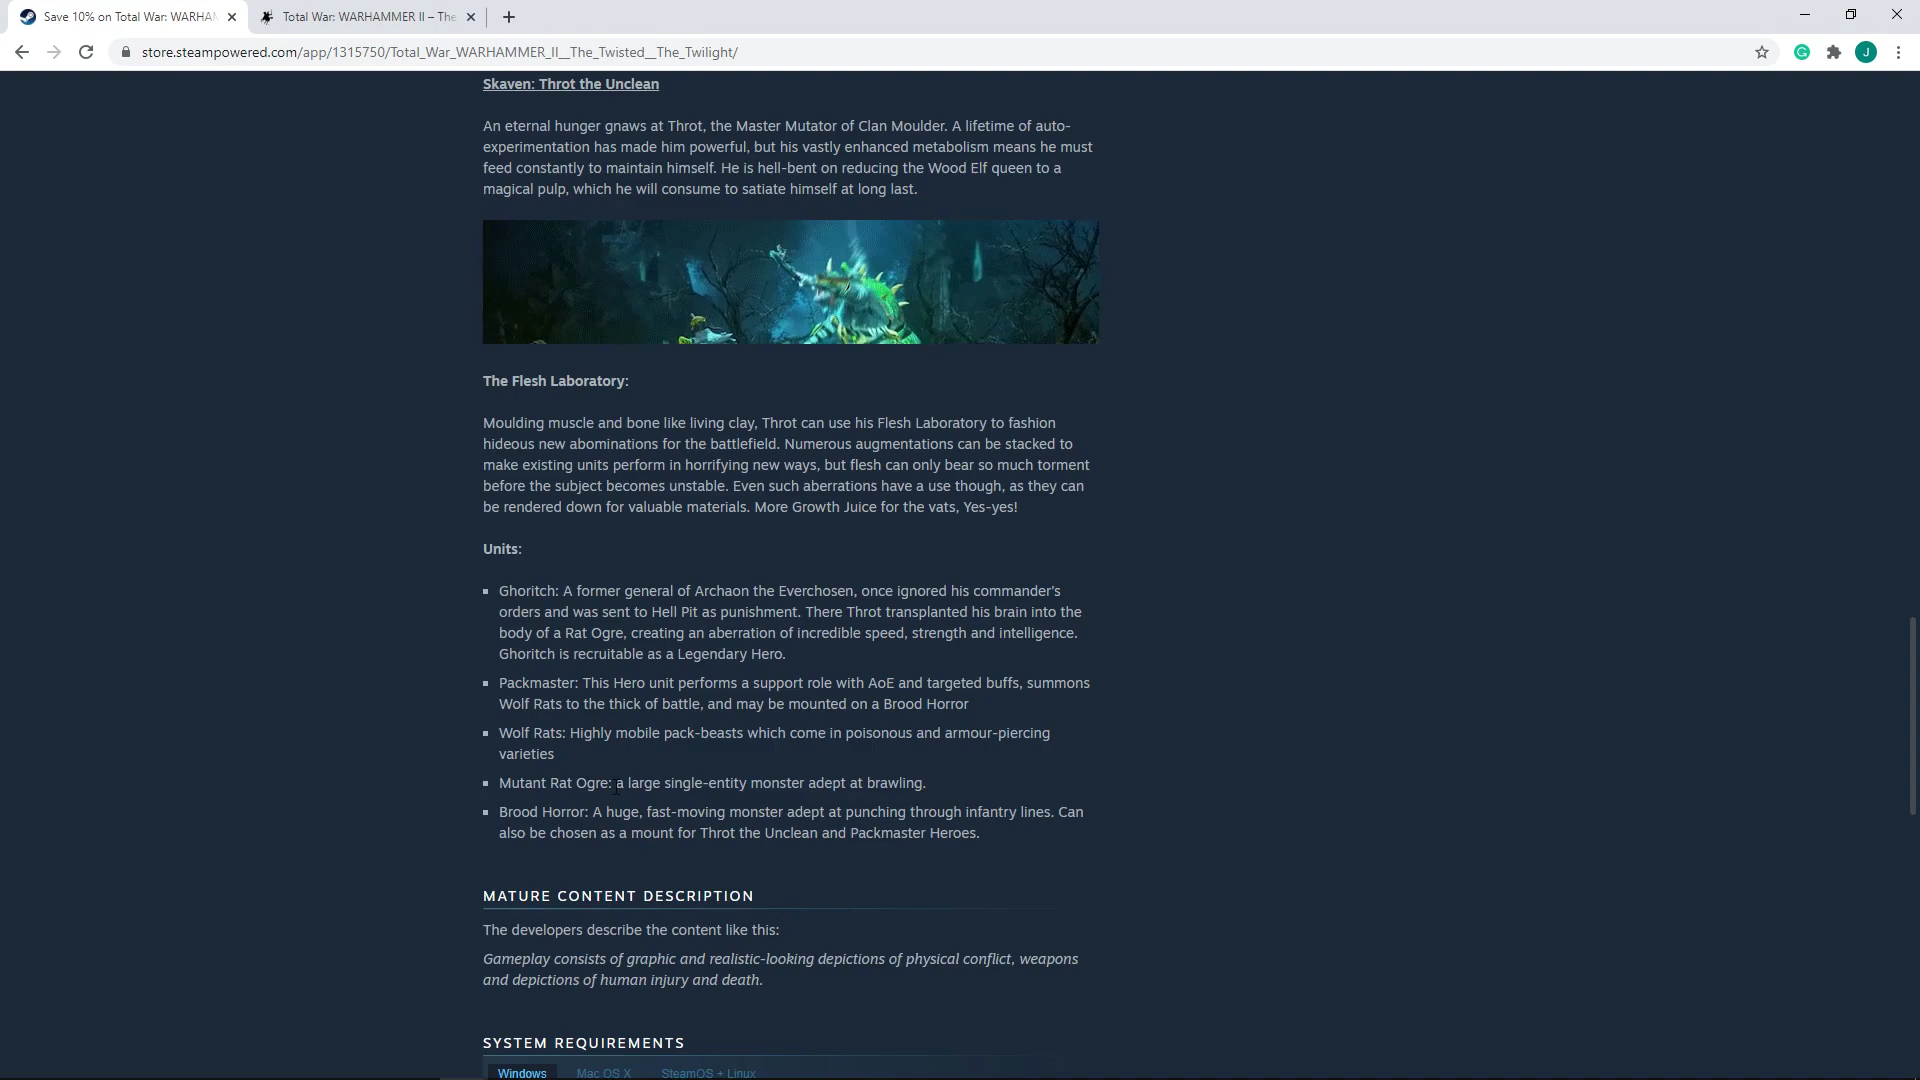 Save 10% on Total War: WARHAM
Total War: WARHAMMER II – The
store.steampowered.com/app/1315750/Total_War_WARHAMMER_II__The_Twisted__The_Twilight/
J
Skaven: Throt the Unclean
An eternal hunger gnaws at Throt, the Master Mutator of Clan Moulder. A lifetime of auto-
experimentation has made him powerful, but his vastly enhanced metabolism means he must
feed constantly to maintain himself. He is hell-bent on reducing the Wood Elf queen to a
magical pulp, which he will consume to satiate himself at long last.
The Flesh Laboratory:
Moulding muscle and bone like living clay, Throt can use his Flesh Laboratory to fashion
hideous new abominations for the battlefield. Numerous augmentations can be stacked to
make existing units perform in horrifying new ways, but flesh can only bear so much torment
before the subject becomes unstable. Even such aberrations have a use though, as they can
be rendered down for valuable materials. More Growth Juice for the vats, Yes-yes!
Units:
Ghoritch: A former general of Archaon the Everchosen, once ignored his commander's
orders and was sent to Hell Pit as punishment. There Throt transplanted his brain into the
body of a Rat Ogre, creating an aberration of incredible speed, strength and intelligence.
Ghoritch is recruitable as a Legendary Hero.
Packmaster: This Hero unit performs a support role with AoE and targeted buffs, summons
Wolf Rats to the thick of battle, and may be mounted on a Brood Horror
Wolf Rats: Highly mobile pack-beasts which come in poisonous and armour-piercing
varieties
Mutant Rat Ogre: a large single-entity monster adept at brawling.
Brood Horror: A huge, fast-moving monster adept at punching through infantry lines. Can
also be chosen as a mount for Throt the Unclean and Packmaster Heroes.
MATURE CONTENT DESCRIPTION
The developers describe the content like this:
Gameplay consists of graphic and realistic-looking depictions of physical conflict, weapons
and depictions of human injury and death.
SYSTEM REQUIREMENTS
Windows Mac OS X SteamOS + Linux